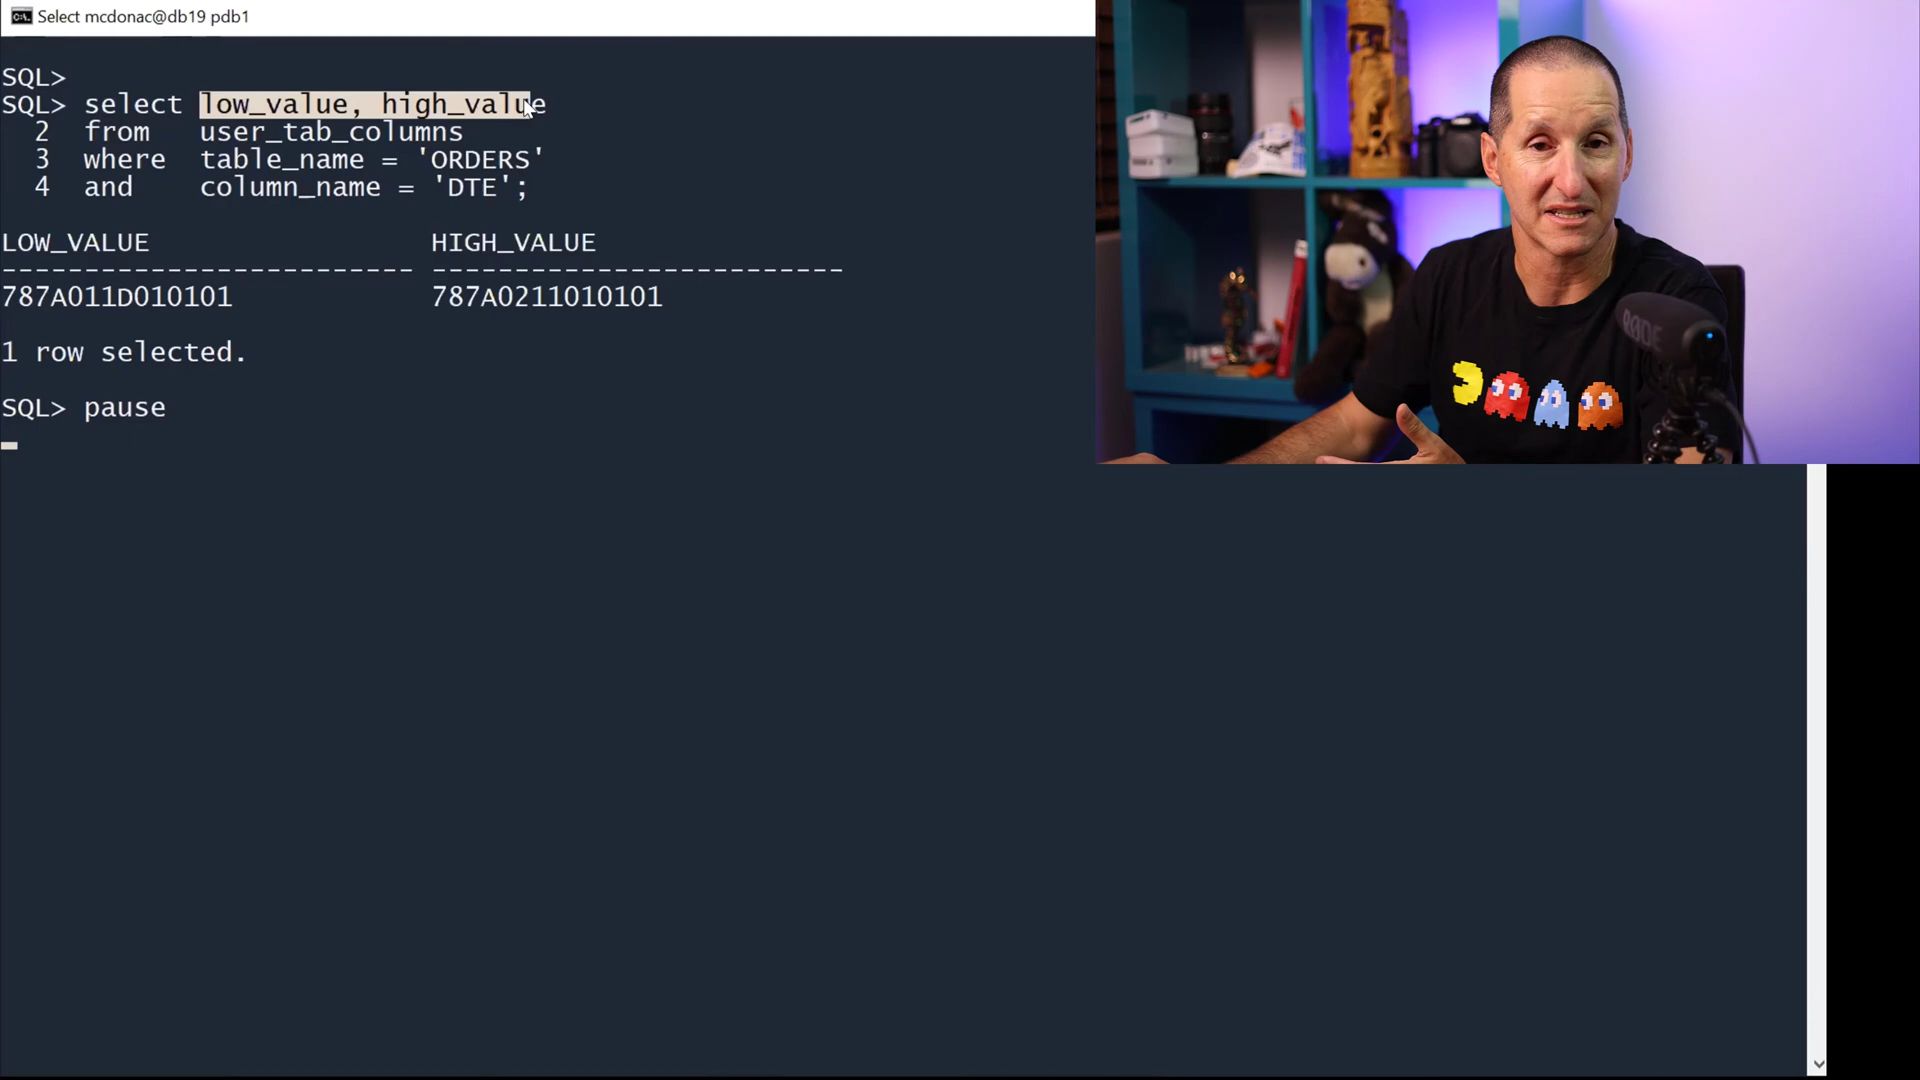 Select mcdonac@db19 pdb1
SQL>
SQL> select low_value, high_value
2 from user_tab_columns
3 where table_name = 'ORDERS'
4 and column_name = 'DTE';
LOW_VALUE HIGH_VALUE
------------------------- -------------------------
787A011D010101 787A0211010101
1 row selected.
SQL> pause
RØDE